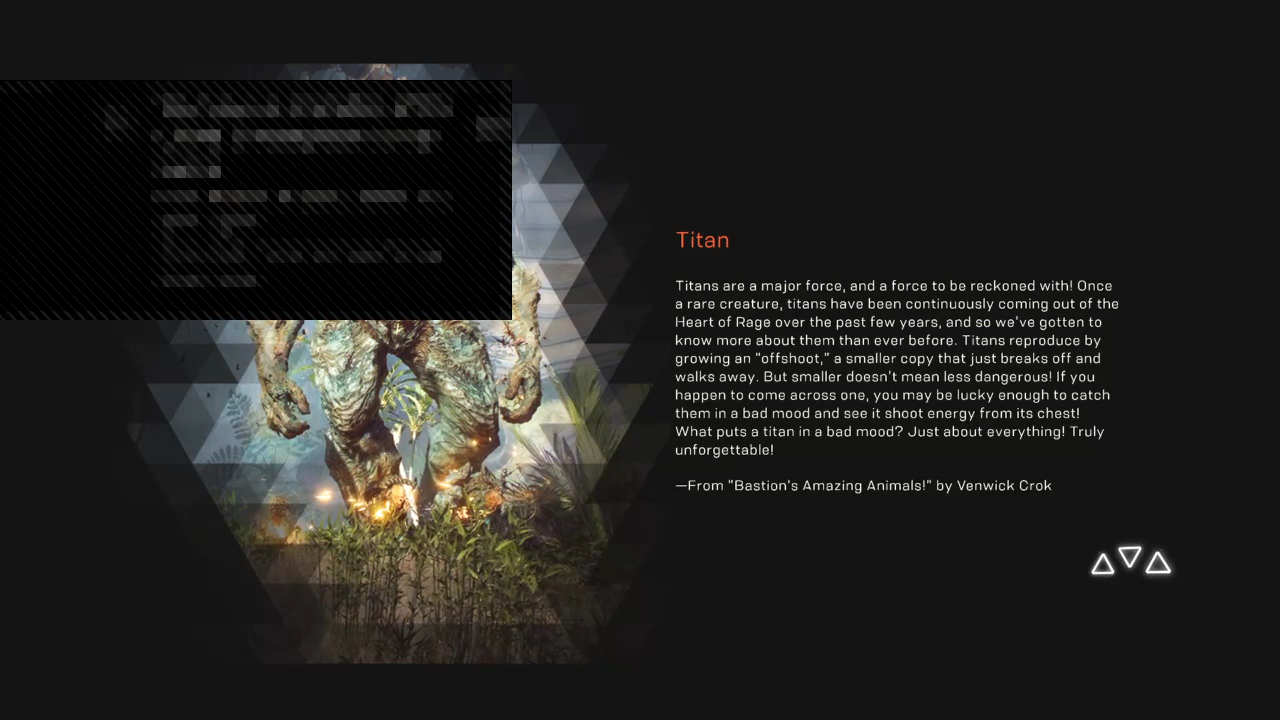 Titan
Titans are a major force, and a force to be reckoned with! Once
a rare creature, titans have been continuously coming out of the
Heart of Rage over the past few years, and so we've gotten to
know more about them than ever before. Titans reproduce by
growing an "offshoot," a smaller copy that just breaks off and
walks away. But smaller doesn't mean less dangerous! If you
happen to come across one, you may be lucky enough to catch
them in a bad mood and see it shoot energy from its chest!
What puts a titan in a bad mood? Just about everything! Truly
unforgettable!
—From "Bastion's Amazing Animals!" by Venwick Crok